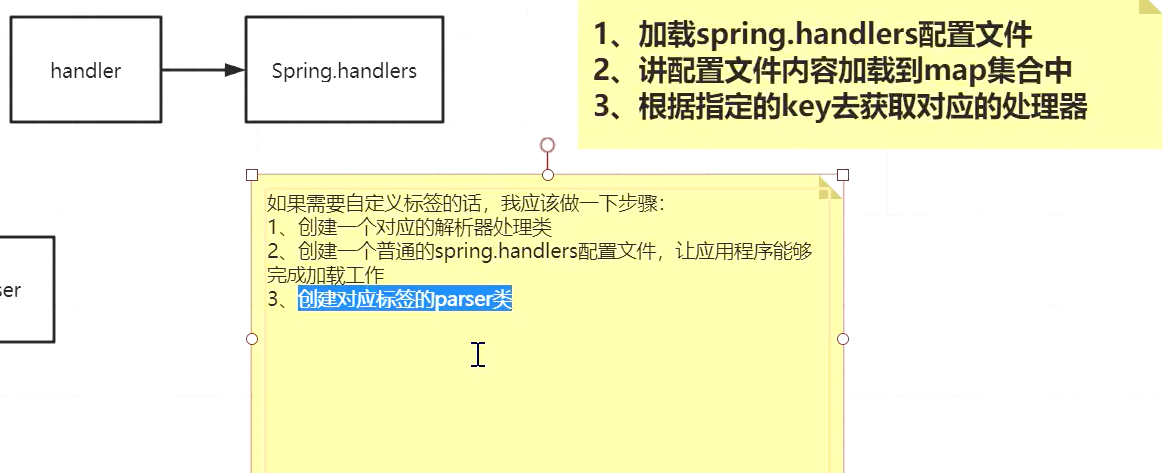 handler
Spring.handlers
1、加载spring.handlers配置文件
2、讲配置文件内容加载到map集合中
3、根据指定的key去获取对应的处理器
如果需要自定义标签的话，我应该做一下步骤：
1、创建一个对应的解析器处理类
2、创建一个普通的spring.handlers配置文件，让应用程序能够
完成加载工作
3、创建对应标签的parser类
ser